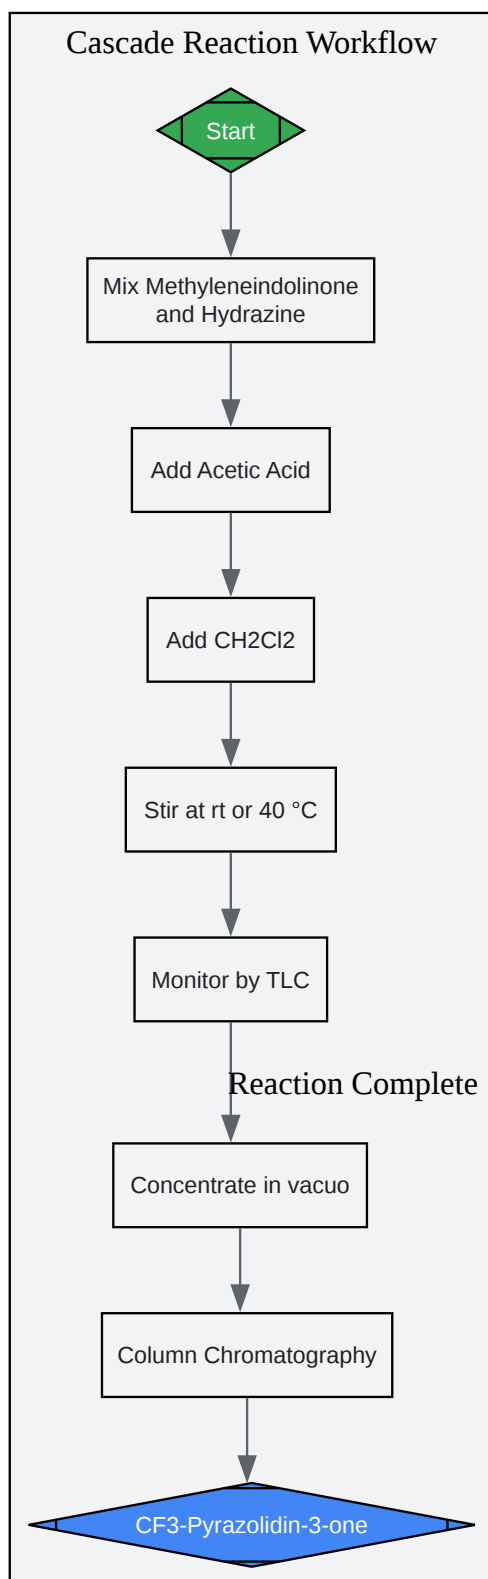 Cascade Reaction Workflow
Start
Mix Methyleneindolinone
and Hydrazine
Add Acetic Acid
Add CH2Cl2
Stir at rt or 40 °C
Monitor by TLC
Reaction Complete
Concentrate in vacuo
Column Chromatography
CF3-Pyrazolidin-3-one